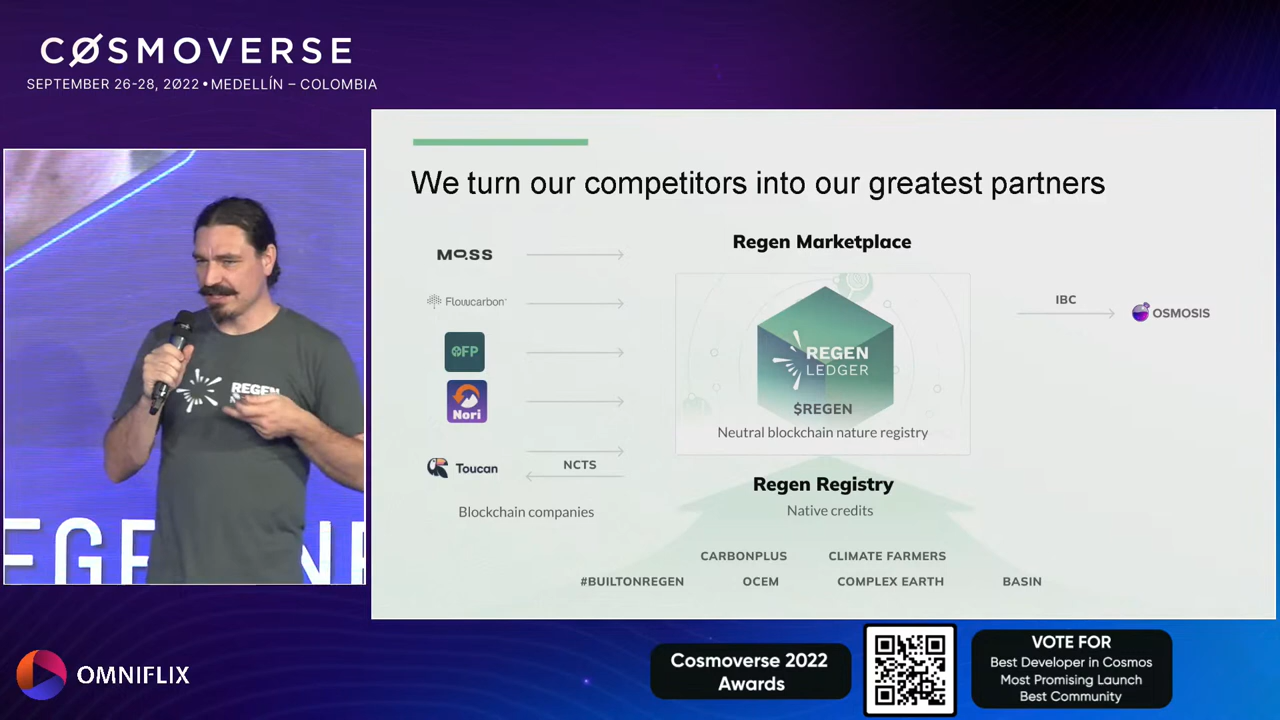 CØSMOVERSE
SEPTEMBER 26-28, 2Ø22 • MEDELLÍN – COLOMBIA
We turn our competitors into our greatest partners
MOSS
Flowcarbon
OFP
Nori
Toucan
NCTS
Blockchain companies
Regen Marketplace
REGEN
LEDGER
$REGEN
Neutral blockchain nature registry
IBC
OSMOSIS
Regen Registry
Native credits
CARBONPLUS CLIMATE FARMERS
#BUILTONREGEN OCEM COMPLEX EARTH BASIN
REGEN
OMNIFLIX
Cosmoverse 2022
Awards
VOTE FOR
Best Developer in Cosmos
Most Promising Launch
Best Community